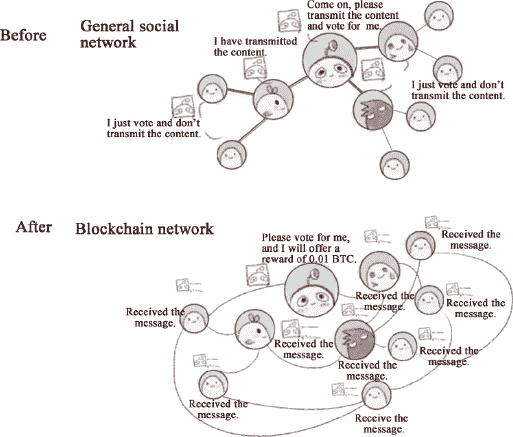 Before
General social
network
Come on, please
transmit the content
and vote for me.
I have transmitted
the content.
I just vote and don't
transmit the content.
I just vote and don't
transmit the content.
After
Blockchain network
Please vote for me,
and I will offer a
reward of 0.01 BTC.
Received the
message.
Received the
message.
Received the
message.
Received the
message.
Received the
message.
Received the
message.
Received the
message.
Received the
message.
Receive the
message.